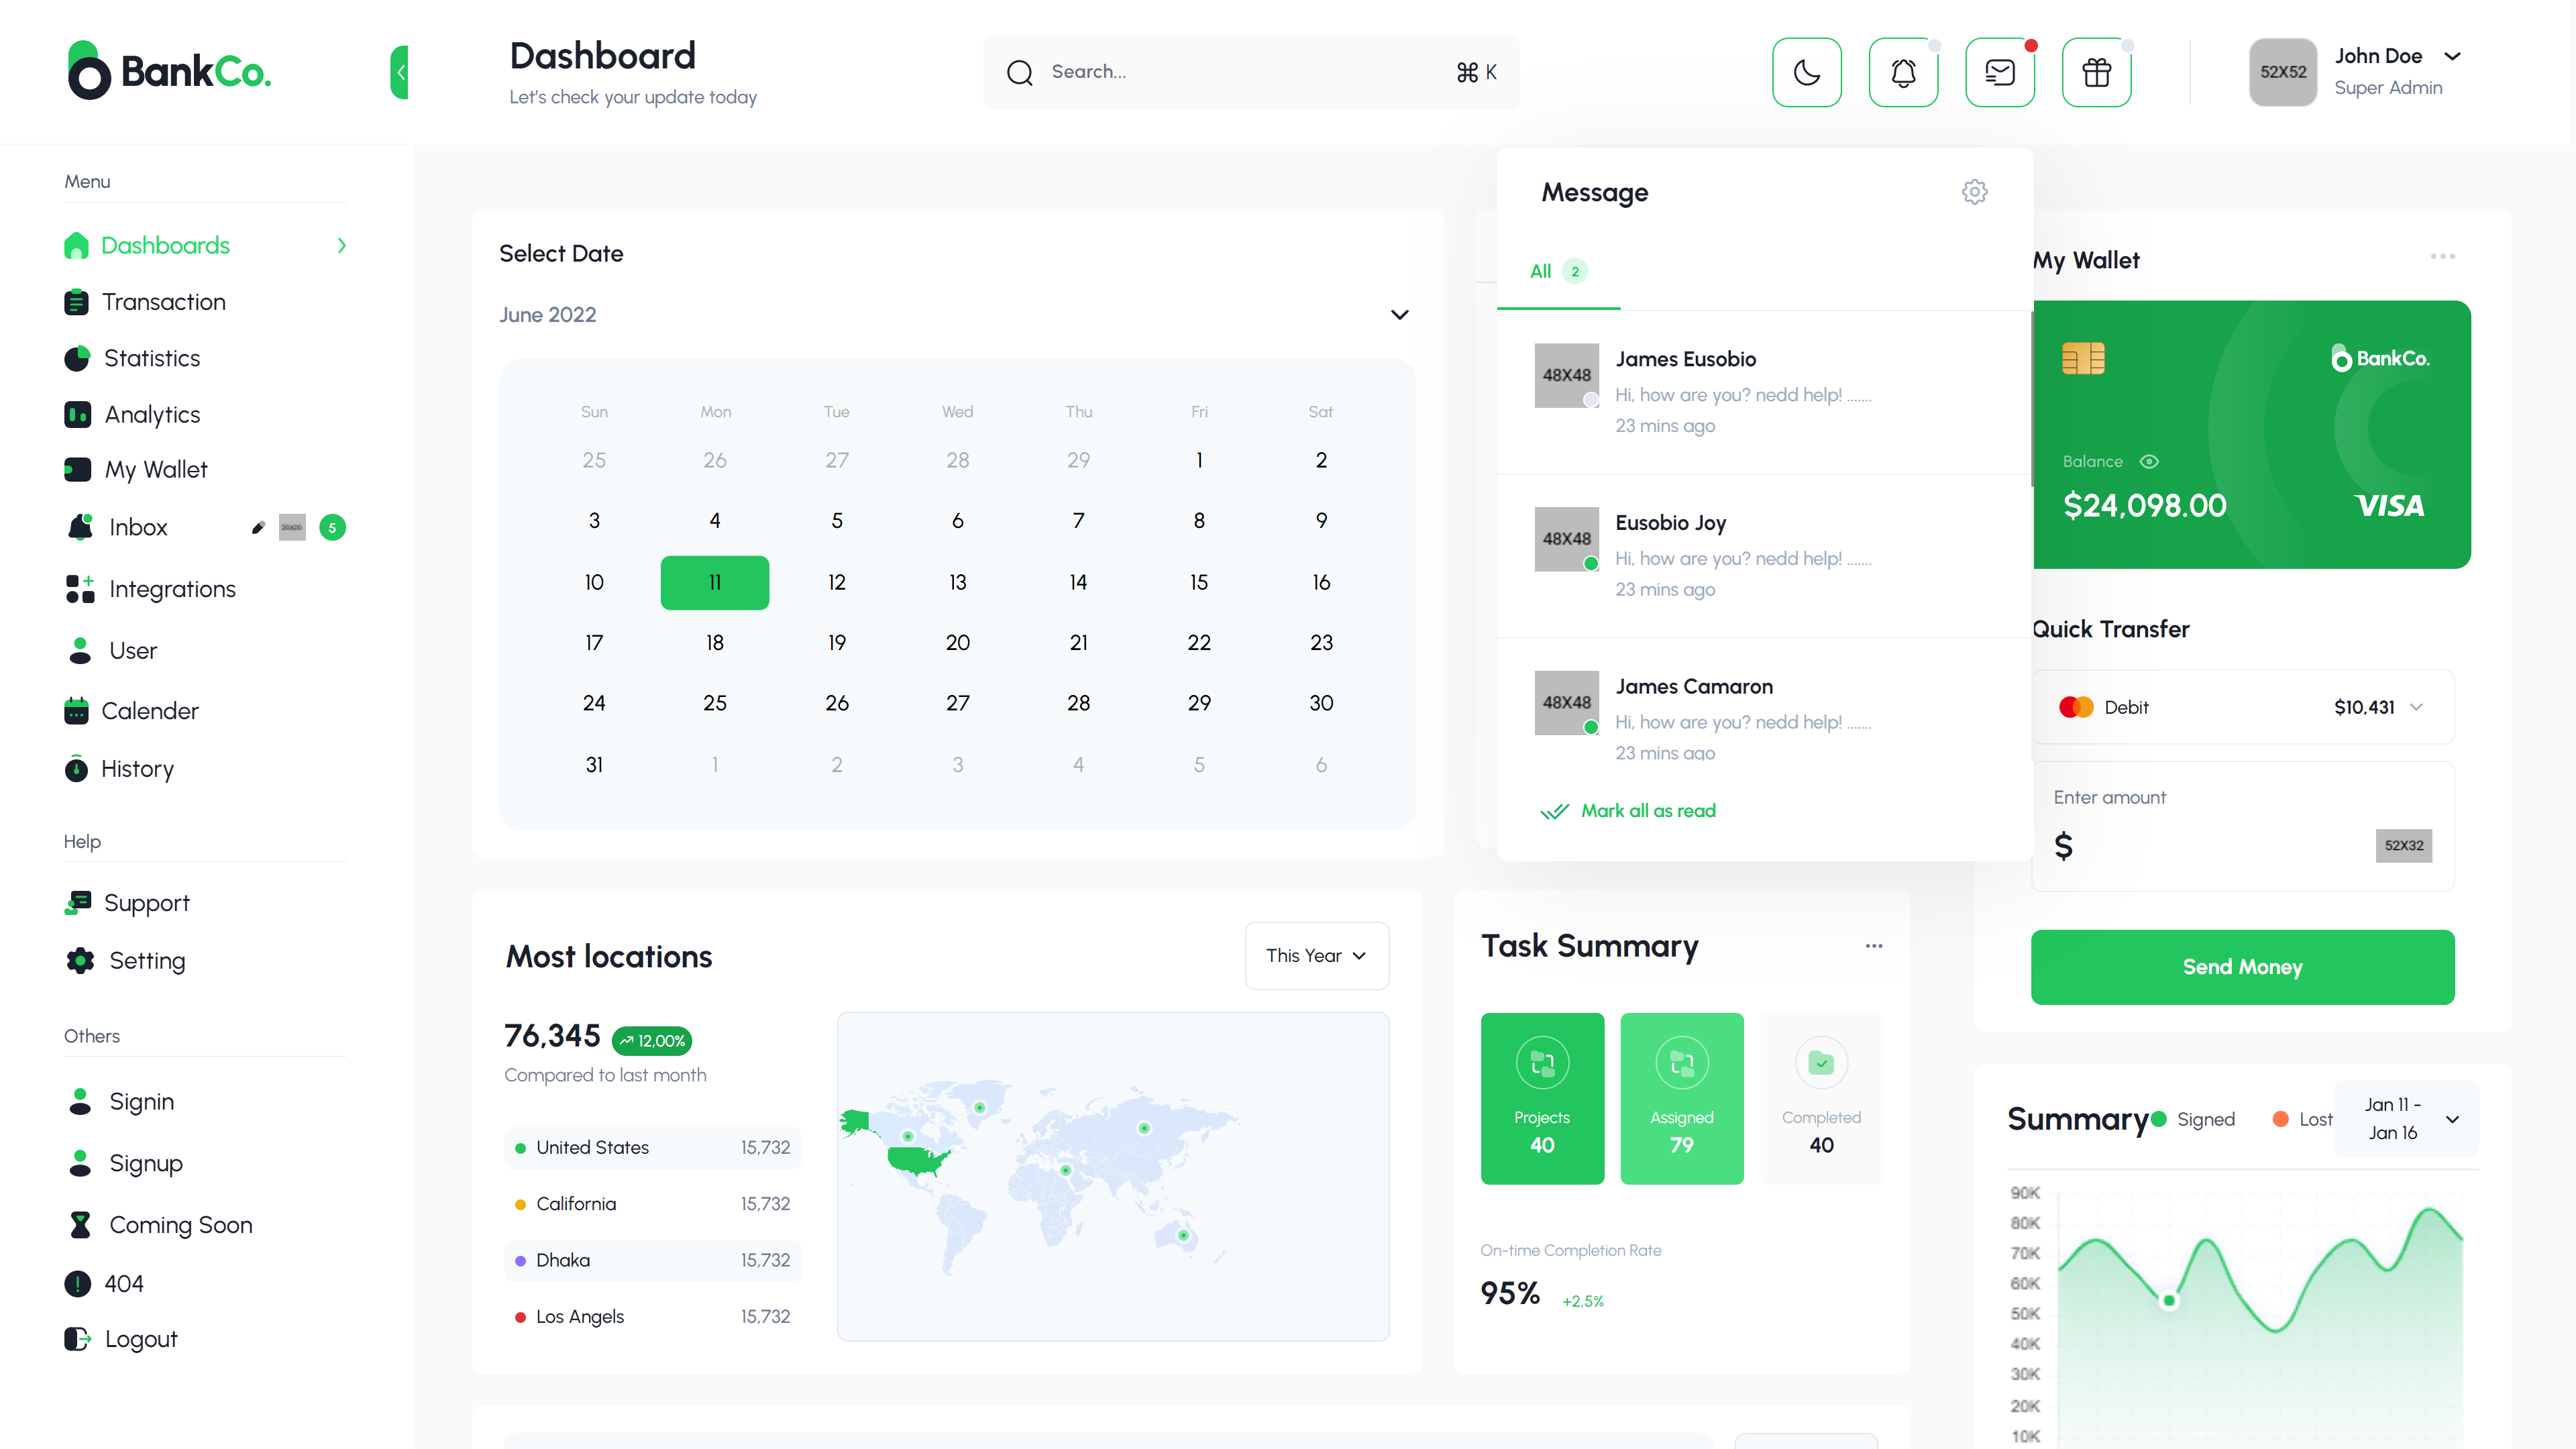 BankCo.
Dashboard
Let's check your update today
Search...
⌘ K
52X52
John Doe
Super Admin
Menu
Dashboards
Transaction
Statistics
Analytics
My Wallet
Inbox
20X20
5
Integrations
User
Calender
History
Help
Support
Setting
Others
Signin
Signup
Coming Soon
404
Logout
Select Date
June 2022
Sun Mon Tue Wed Thu Fri Sat
25 26 27 28 29 1 2
3 4 5 6 7 8 9
10 11 12 13 14 15 16
17 18 19 20 21 22 23
24 25 26 27 28 29 30
31 1 2 3 4 5 6
Message
All 2
48X48
James Eusobio
Hi, how are you? nedd help! .......
23 mins ago
48X48
Eusobio Joy
Hi, how are you? nedd help! .......
23 mins ago
48X48
James Camaron
Hi, how are you? nedd help! .......
23 mins ago
Mark all as read
My Wallet
BankCo.
Balance
$24,098.00
VISA
Quick Transfer
Debit
$10,431
Enter amount
$
52X32
Send Money
Most locations
This Year
76,345
12,00%
Compared to last month
United States 15,732
California 15,732
Dhaka 15,732
Los Angels 15,732
Task Summary
Projects
40
Assigned
79
Completed
40
On-time Completion Rate
95%
+2,5%
Summary
Signed
Lost
Jan 11 -
Jan 16
90K
80K
70K
60K
50K
40K
30K
20K
10K